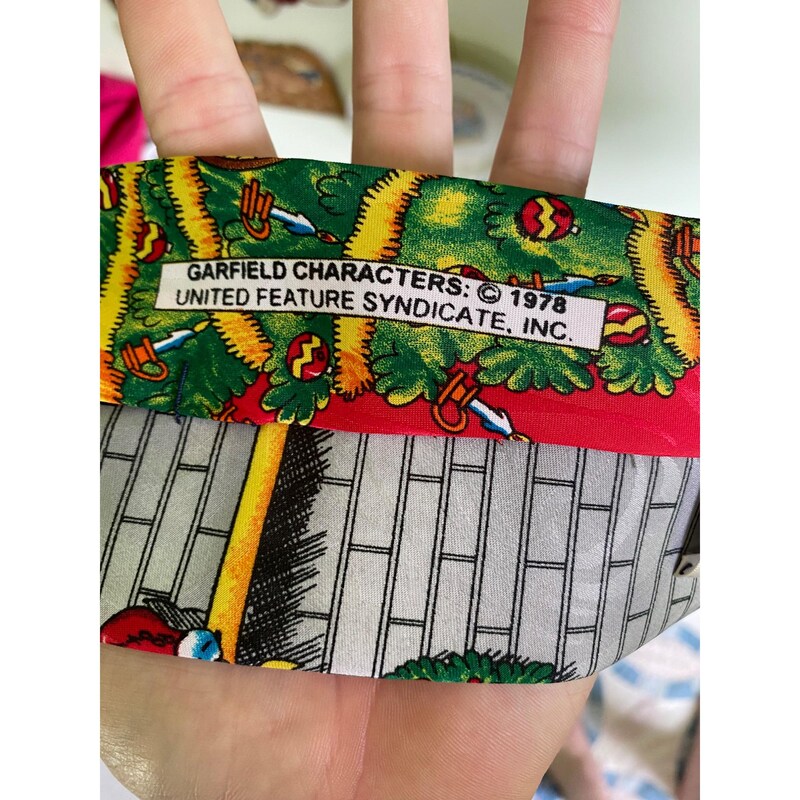 GARFIELD CHARACTERS: © 1978
UNITED FEATURE SYNDICATE, INC.